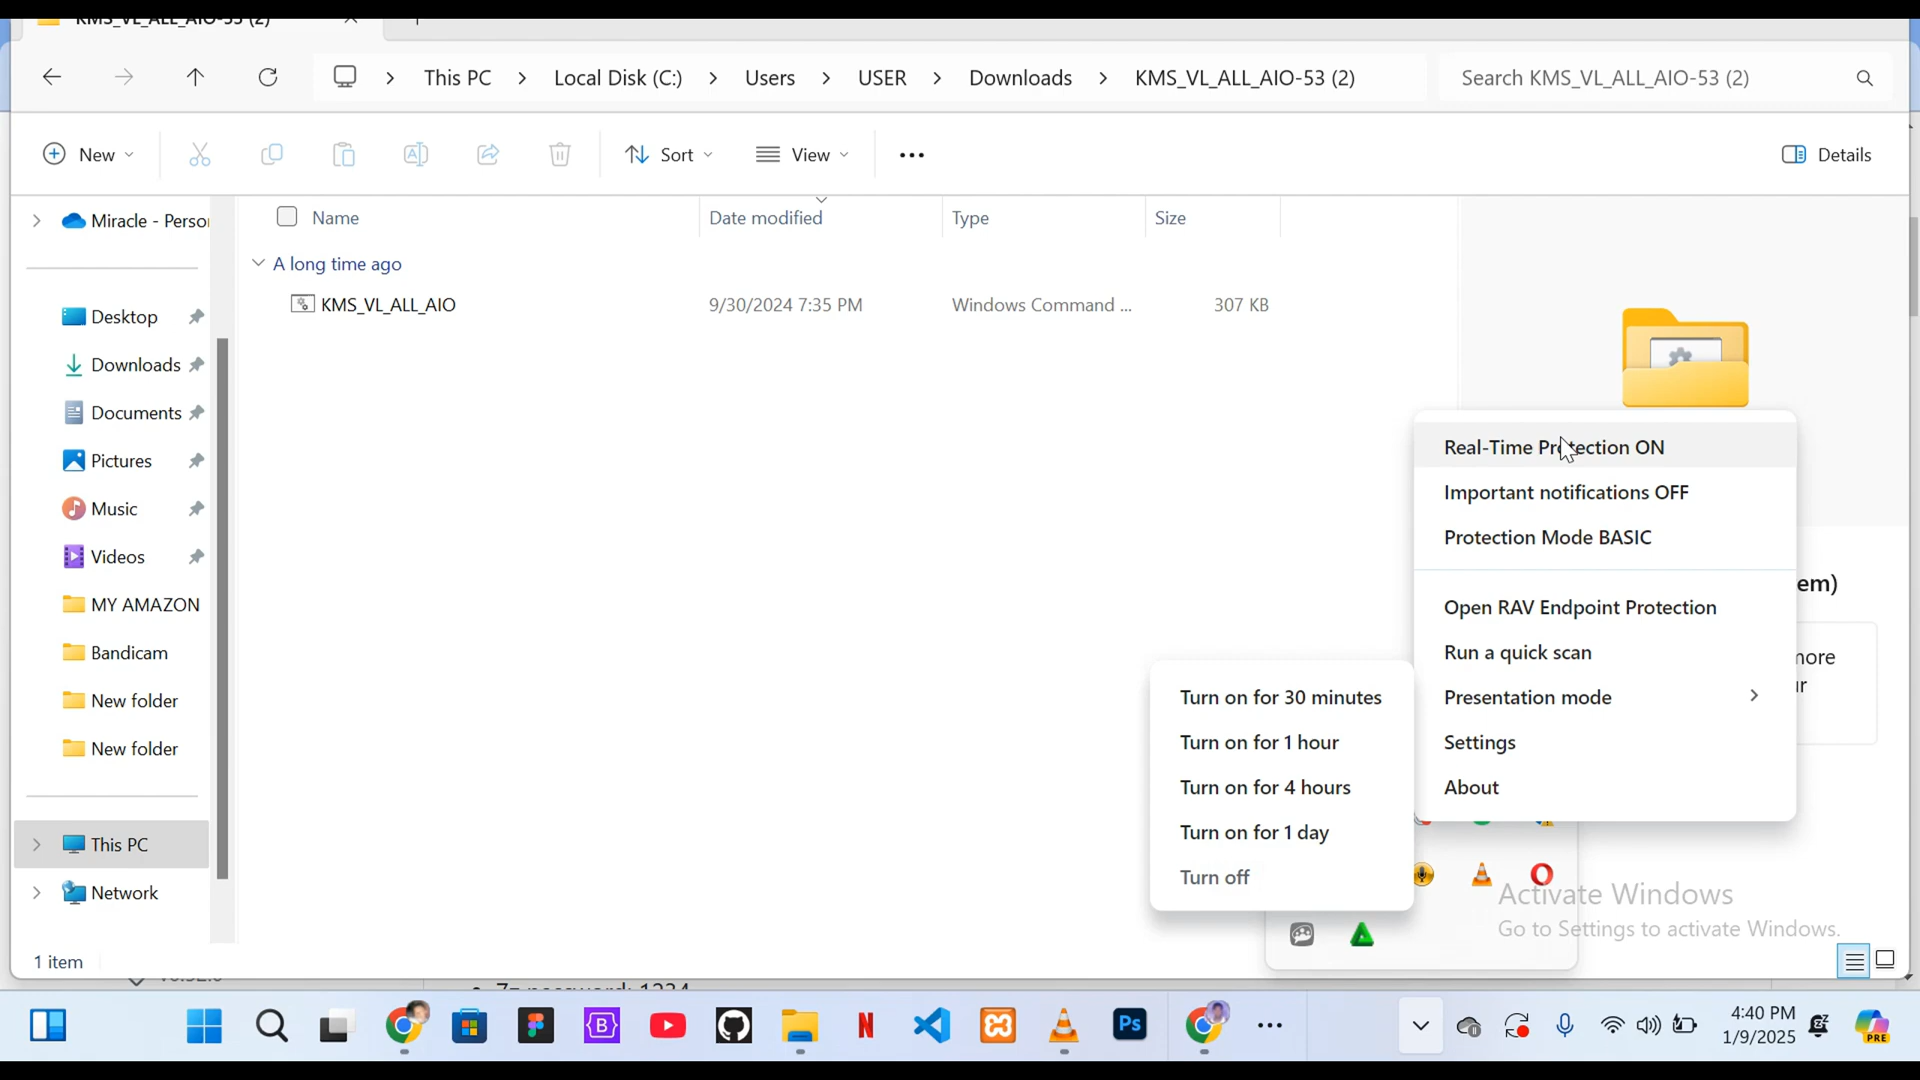 KMS_VL_ALL_AIO-53 (2)
This PC > Local Disk (C:) > Users > USER > Downloads > KMS_VL_ALL_AIO-53 (2)
Search KMS_VL_ALL_AIO-53 (2)
New
Sort
View
Details
Name
Date modified
Type
Size
A long time ago
KMS_VL_ALL_AIO
9/30/2024 7:35 PM
Windows Command ...
307 KB
Miracle - Person
Desktop
Downloads
Documents
Pictures
Music
Videos
MY AMAZON
Bandicam
New folder
New folder
This PC
Network
1 item
Real-Time Protection ON
Important notifications OFF
Protection Mode BASIC
Open RAV Endpoint Protection
Run a quick scan
Presentation mode
Settings
About
Turn on for 30 minutes
Turn on for 1 hour
Turn on for 4 hours
Turn on for 1 day
Turn off
em)
Activate Windows
Go to Settings to activate Windows.
7z password: 1234
4:40 PM
1/9/2025
PRE